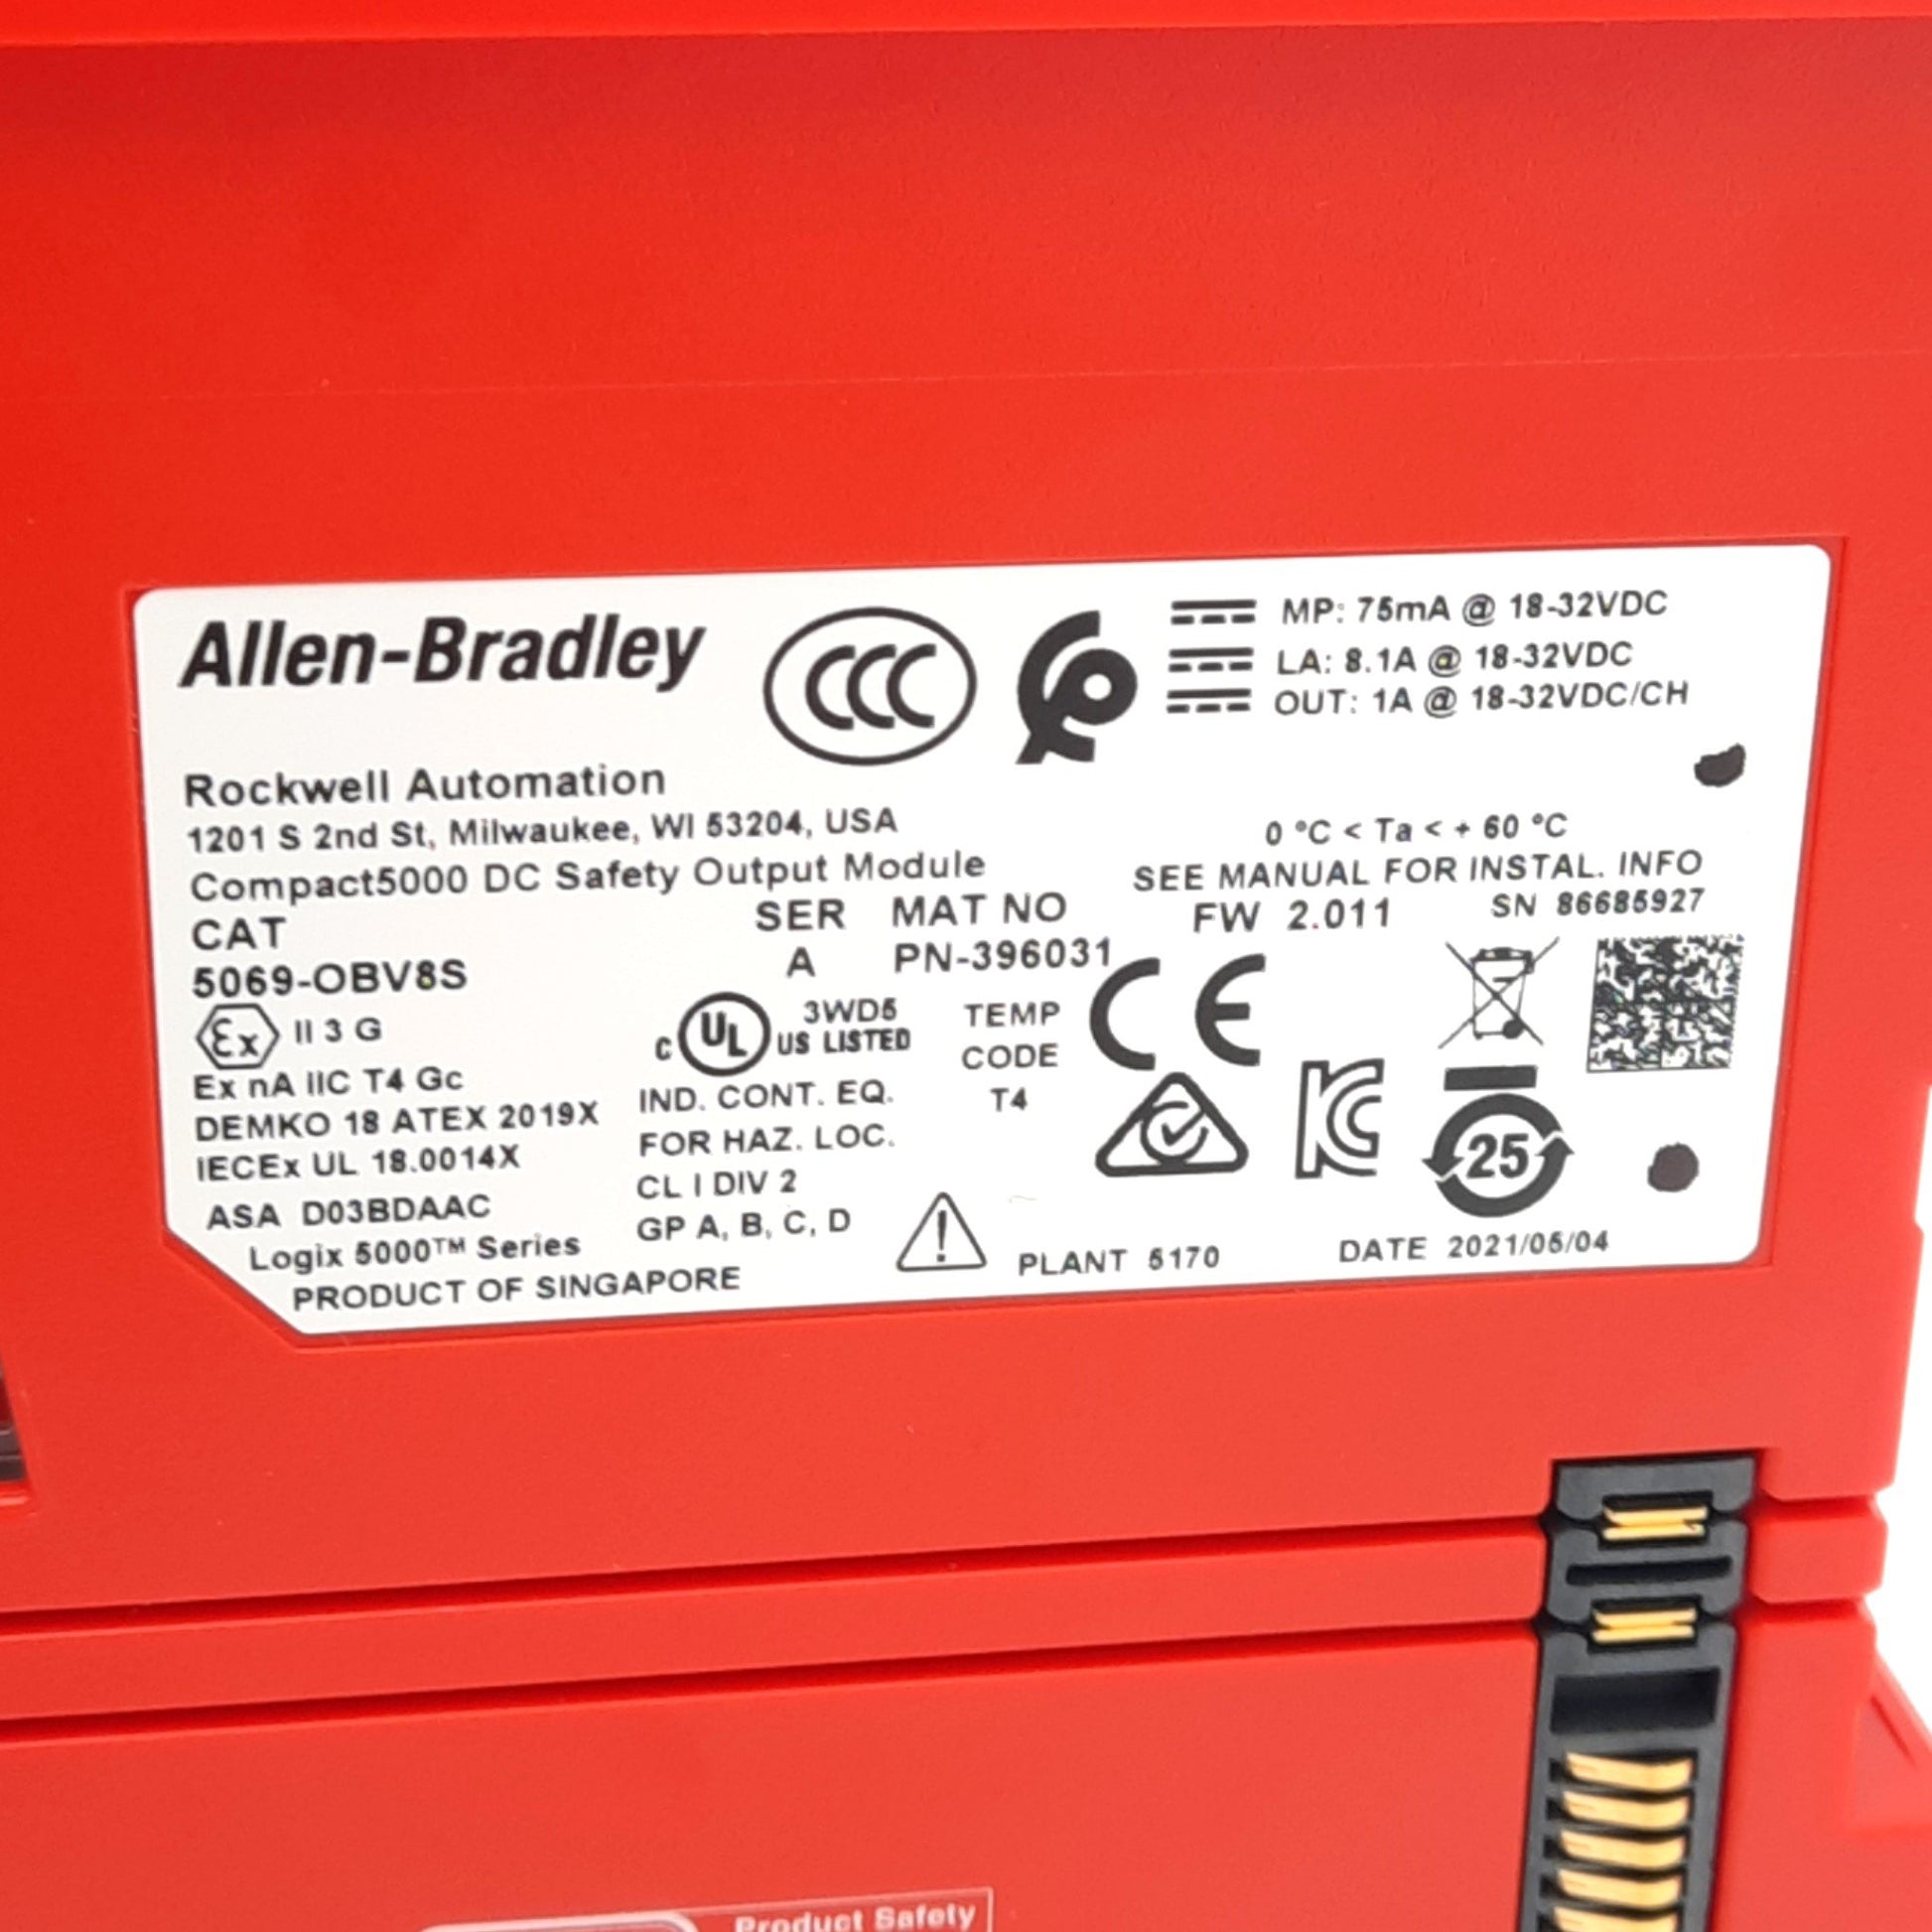 Allen-Bradley
CCC
MP: 75mA @ 18-32VDC
LA: 8.1A @ 18-32VDC
OUT: 1A @ 18-32VDC/CH
Rockwell Automation
1201 S 2nd St, Milwaukee, WI 53204, USA
Compact5000 DC Safety Output Module
0 °C < Ta < + 60 °C
SEE MANUAL FOR INSTAL. INFO
CAT SER MAT NO FW 2.011 SN 86685927
5069-OBV8S A PN-396031
Ex II 3 G
Ex nA IIC T4 Gc
DEMKO 18 ATEX 2019X
IECEx UL 18.0014X
ASA D03BDAAC
Logix 5000™ Series
PRODUCT OF SINGAPORE
c UL US LISTED
3WD5
IND. CONT. EQ.
FOR HAZ. LOC.
CL I DIV 2
GP A, B, C, D
TEMP
CODE
T4
CE
KC
25
PLANT 5170
DATE 2021/05/04
Product Safety